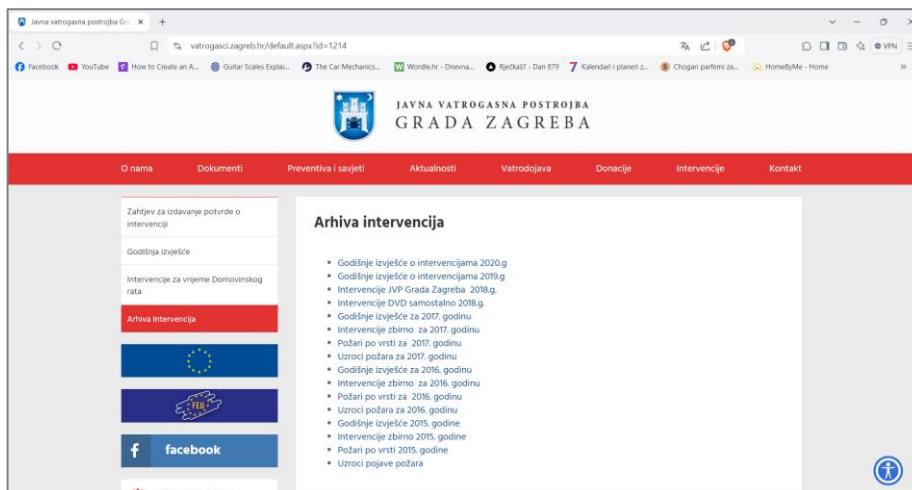 Javna vatrogasna postrojba Gr
vatrogasci.zagreb.hr/default.aspx?id=1214
VPN
Facebook
YouTube
How to Create an A...
Guitar Scales Explai...
The Car Mechanics...
Wordle.hr - Dnevna...
Riječka57 - Dan 879
Kalendari i planeri z...
Chogan parfemi za...
HomeByMe - Home
JAVNA VATROGASNA POSTROJBA
GRADA ZAGREBA
O nama
Dokumenti
Preventiva i savjeti
Aktualnosti
Vatrodojava
Donacije
Intervencije
Kontakt
Zahtjev za izdavanje potvrde o
intervenciji
Godišnja izvješće
Intervencije za vrijeme Domovinskog
rata
Arhiva intervencija
FEU
facebook
Arhiva intervencija
Godišnje izvješće o intervencijama 2020.g
Godišnje izvješće o intervencijama 2019.g
Intervencije JVP Grada Zagreba 2018.g.
Intervencije DVD samostalno 2018.g.
Godišnje izvješće za 2017. godinu
Intervencije zbirno za 2017. godinu
Požari po vrsti za 2017. godinu
Uzroci požara za 2017. godinu
Godišnje izvješće za 2016. godinu
Intervencije zbirno za 2016. godinu
Požari po vrsti za 2016. godinu
Uzroci požara za 2016. godinu
Godišnje izvješće 2015. godine
Intervencije zbirno 2015. godine
Požari po vrsti 2015. godine
Uzroci pojave požara